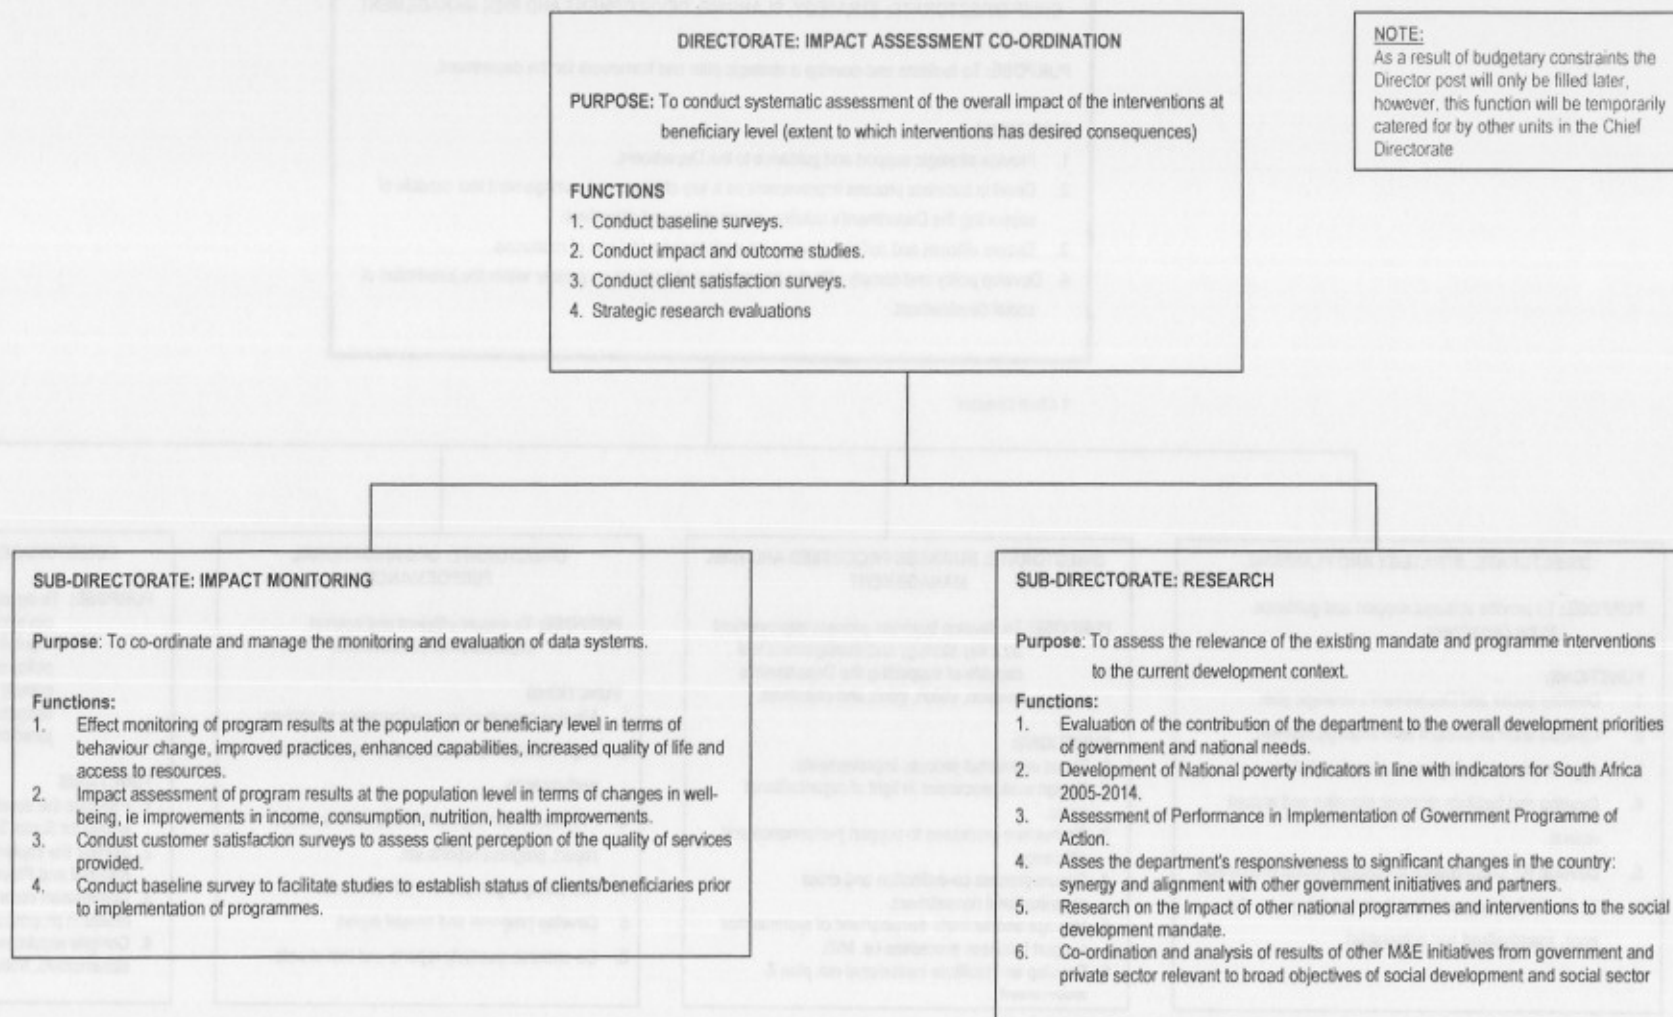 DIRECTORATE: IMPACT ASSESSMENT CO-ORDINATION
PURPOSE: To conduct systematic assessment of the overall impact of the interventions at
beneficiary level (extent to which interventions has desired consequences)
FUNCTIONS
1. Conduct baseline surveys.
2. Conduct impact and outcome studies.
3. Conduct client satisfaction surveys.
4. Strategic research evaluations
NOTE:
As a result of budgetary constraints the
Director post will only be filled later,
however, this function will be temporarily
catered for by other units in the Chief
Directorate
SUB-DIRECTORATE: IMPACT MONITORING
Purpose: To co-ordinate and manage the monitoring and evaluation of data systems.
Functions:
1. Effect monitoring of program results at the population or beneficiary level in terms of
behaviour change, improved practices, enhanced capabilities, increased quality of life and
access to resources.
2. Impact assessment of program results at the population level in terms of changes in well-
being, ie improvements in income, consumption, nutrition, health improvements.
3. Conduct customer satisfaction surveys to assess client perception of the quality of services
provided.
4. Conduct baseline survey to facilitate studies to establish status of clients/beneficiaries prior
to implementation of programmes.
SUB-DIRECTORATE: RESEARCH
Purpose: To assess the relevance of the existing mandate and programme interventions
to the current development context.
Functions:
1. Evaluation of the contribution of the department to the overall development priorities
of government and national needs.
2. Development of National poverty indicators in line with indicators for South Africa
2005-2014.
3. Assessment of Performance in Implementation of Government Programme of
Action.
4. Asses the department's responsiveness to significant changes in the country:
synergy and alignment with other government initiatives and partners.
5. Research on the Impact of other national programmes and interventions to the social
development mandate.
6. Co-ordination and analysis of results of other M&E initiatives from government and
private sector relevant to broad objectives of social development and social sector